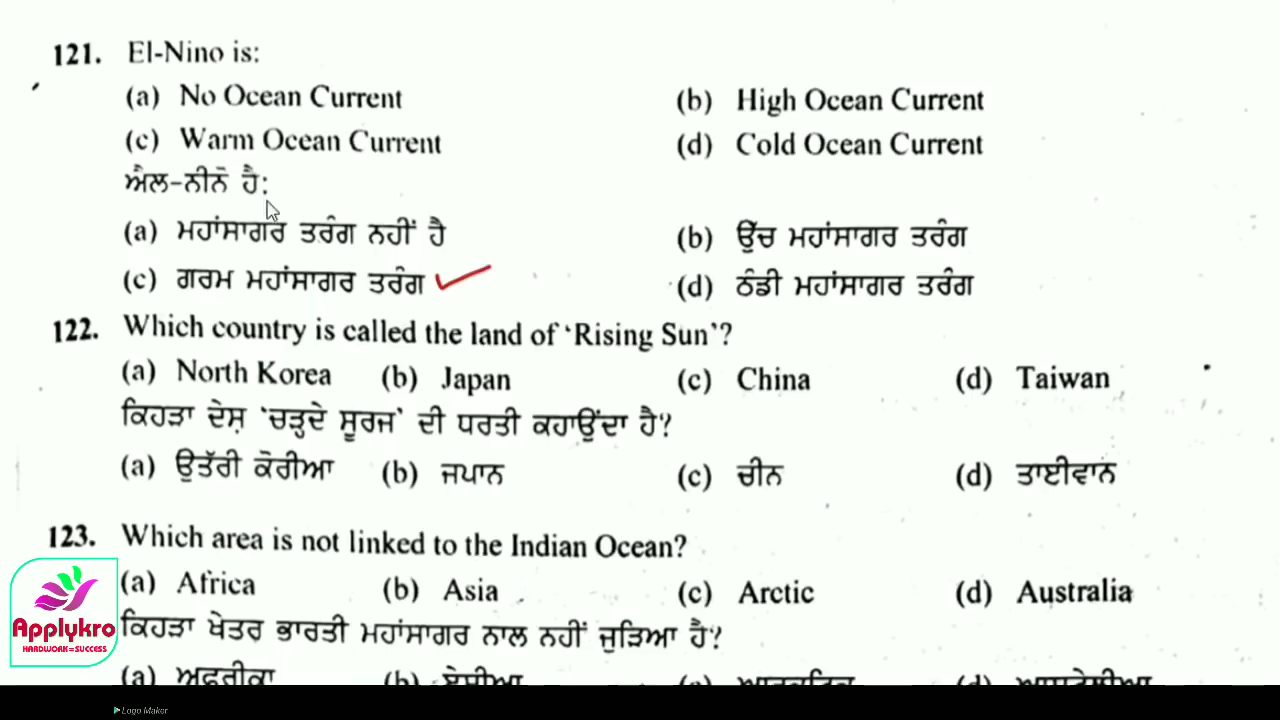 121. El-Nino is:
(a) No Ocean Current (b) High Ocean Current
(c) Warm Ocean Current (d) Cold Ocean Current
ਐਲ-ਨੀਨੋ ਹੈ:
(a) ਮਹਾਂਸਾਗਰ ਤਰੰਗ ਨਹੀਂ ਹੈ (b) ਉੱਚ ਮਹਾਂਸਾਗਰ ਤਰੰਗ
(c) ਗਰਮ ਮਹਾਂਸਾਗਰ ਤਰੰਗ (d) ਠੰਡੀ ਮਹਾਂਸਾਗਰ ਤਰੰਗ
122. Which country is called the land of ‘Rising Sun’?
(a) North Korea (b) Japan (c) China (d) Taiwan
ਕਿਹੜਾ ਦੇਸ਼ ‘ਚੜ੍ਹਦੇ ਸੂਰਜ’ ਦੀ ਧਰਤੀ ਕਹਾਉਂਦਾ ਹੈ?
(a) ਉਤੱਰੀ ਕੋਰੀਆ (b) ਜਪਾਨ (c) ਚੀਨ (d) ਤਾਈਵਾਨ
123. Which area is not linked to the Indian Ocean?
(a) Africa (b) Asia (c) Arctic (d) Australia
ਕਿਹੜਾ ਖੇਤਰ ਭਾਰਤੀ ਮਹਾਂਸਾਗਰ ਨਾਲ ਨਹੀਂ ਜੁੜਿਆ ਹੈ?
(a) ਅਫਰੀਕਾ (b) (c) (d)
Applykro
HARDWORK=SUCCESS
Logo Maker